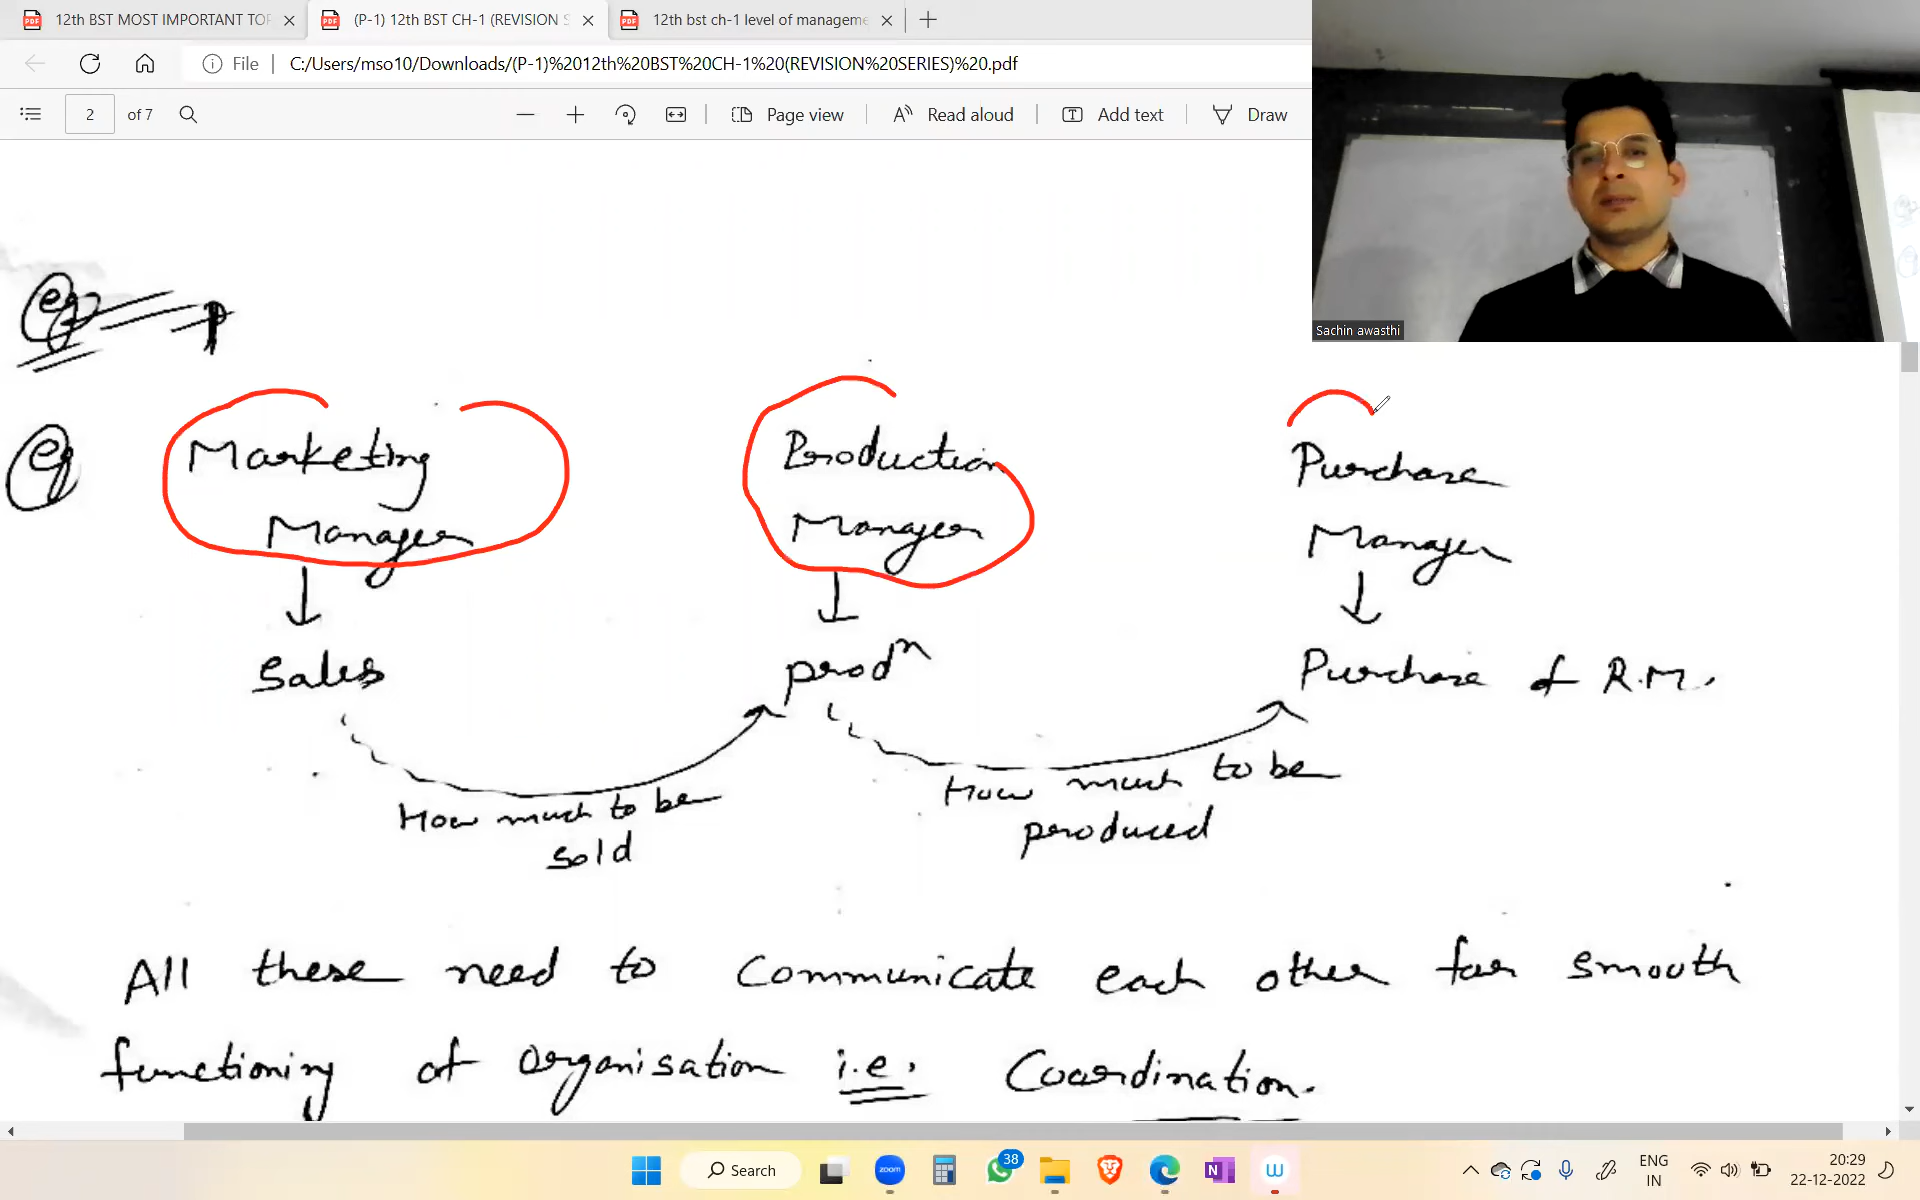 12th BST MOST IMPORTANT TOP
(P-1) 12th BST CH-1 (REVISION S
12th bst ch-1 level of manageme
File
C:/Users/mso10/Downloads/(P-1)%2012th%20BST%20CH-1%20(REVISION%20SERIES)%20.pdf
2 of 7
Page view
Read aloud
Add text
Draw
Sachin awasthi
eg
eg
Marketing
Manager
Production
Manager
Purchase
Manager
Sales
prodn
Purchase of R.M.
How much to be
sold
How much to be
produced
All these need to communicate each other for smooth
functioning of organisation i.e. Coordination.
Search
zoom
38
N
W
ENG
IN
20:29
22-12-2022